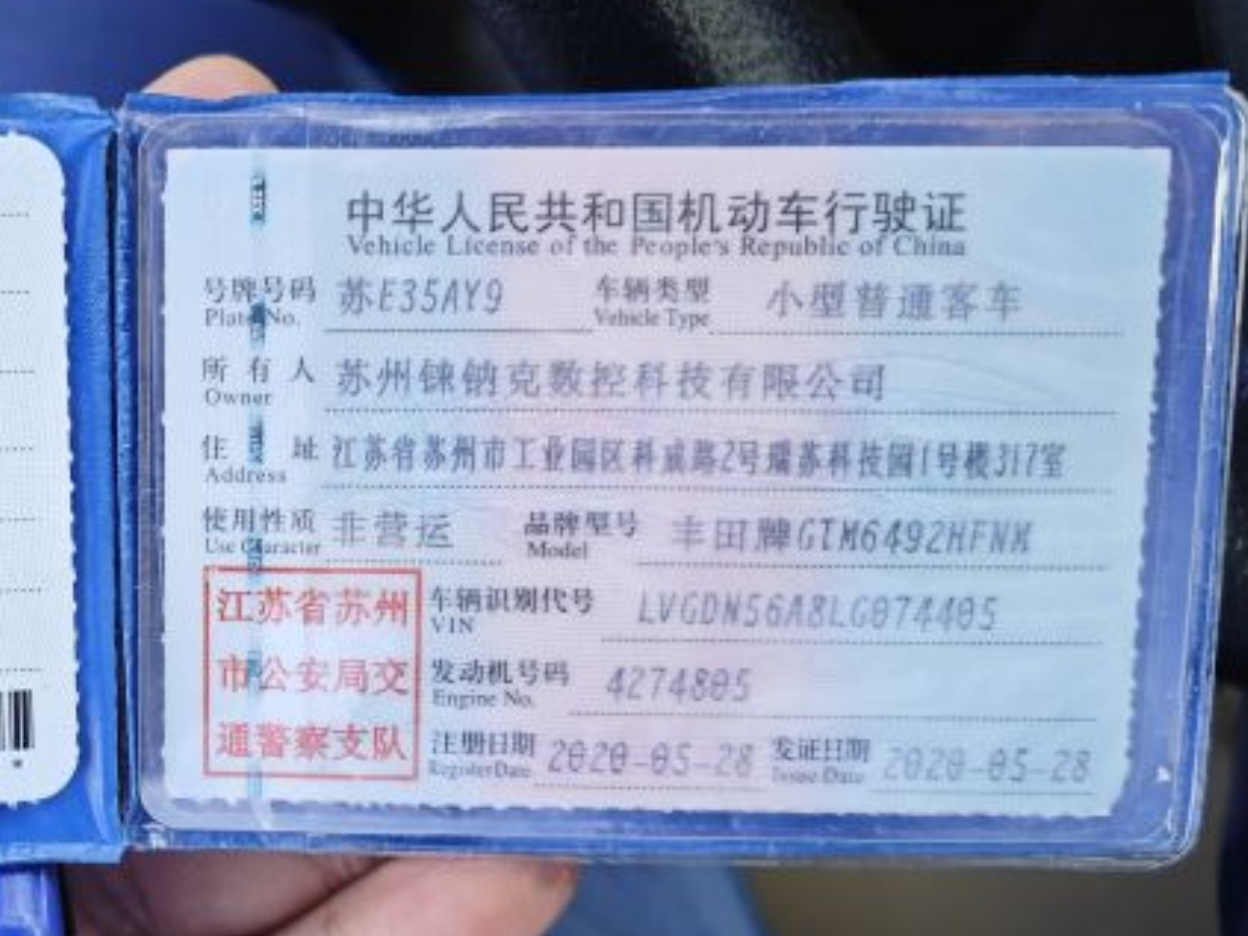 中华人民共和国机动车行驶证
Vehicle License of the People's Republic of China
号牌号码 苏E35AY9 车辆类型 小型普通客车
Plate No. Vehicle Type
所有人 苏州铼钠克数控科技有限公司
Owner
住址 江苏省苏州市工业园区科成路2号瑞苏科技园1号楼317室
Address
使用性质 非营运 品牌型号 丰田牌GTM6492HFNM
Use Character Model
江苏省苏州
市公安局交
通警察支队
车辆识别代号 LVGDN56A8LG074405
VIN
发动机号码 4274805
Engine No.
注册日期 2020-05-28 发证日期 2020-05-28
Register Date Issue Date